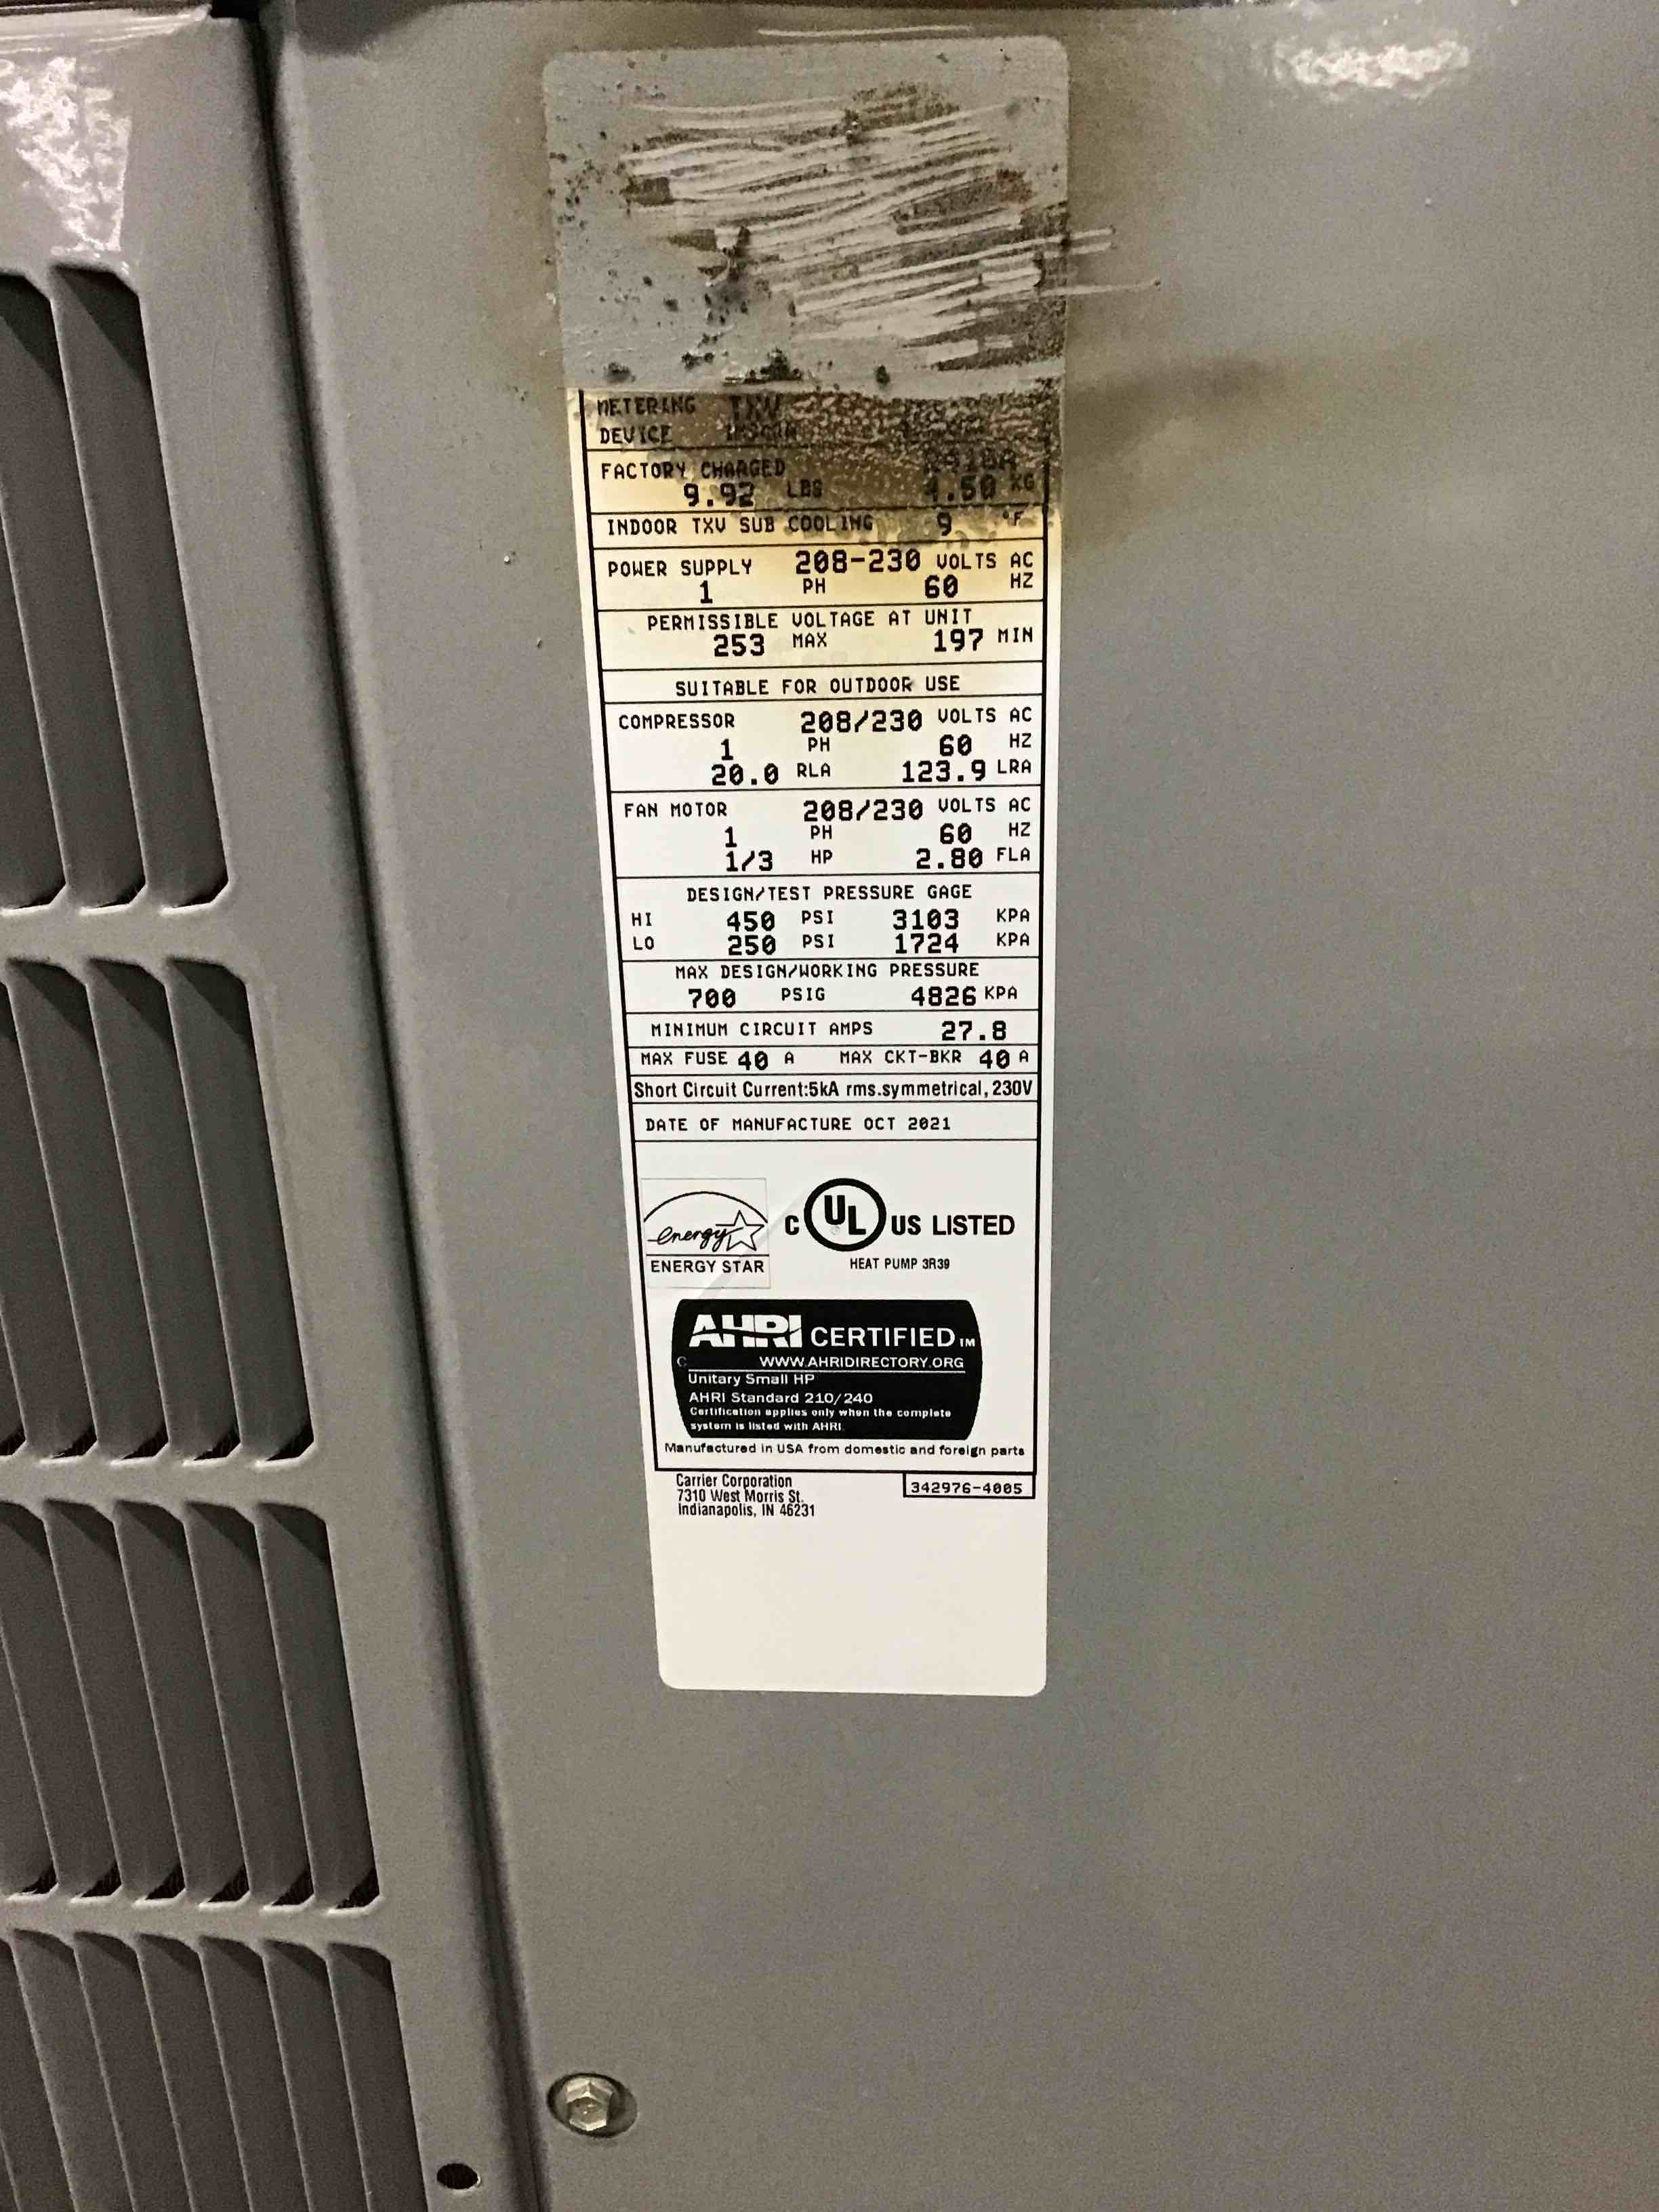 METERING TXV
DEVICE INDOOR
FACTORY CHARGED R410A
9.92 LBS 4.50 KG
INDOOR TXV SUB COOLING 9 °F
POWER SUPPLY 208-230 VOLTS AC
1 PH 60 HZ
PERMISSIBLE VOLTAGE AT UNIT
253 MAX 197 MIN
SUITABLE FOR OUTDOOR USE
COMPRESSOR 208/230 VOLTS AC
1 PH 60 HZ
20.0 RLA 123.9 LRA
FAN MOTOR 208/230 VOLTS AC
1 PH 60 HZ
1/3 HP 2.80 FLA
DESIGN/TEST PRESSURE GAGE
HI 450 PSI 3103 KPA
LO 250 PSI 1724 KPA
MAX DESIGN/WORKING PRESSURE
700 PSIG 4826 KPA
MINIMUM CIRCUIT AMPS 27.8
MAX FUSE 40 A MAX CKT-BKR 40 A
Short Circuit Current:5kA rms.symmetrical, 230V
DATE OF MANUFACTURE OCT 2021
energy
ENERGY STAR
C UL US LISTED
HEAT PUMP 3R39
AHRI CERTIFIED TM
C WWW.AHRIDIRECTORY.ORG
Unitary Small HP
AHRI Standard 210/240
Certification applies only when the complete
system is listed with AHRI.
Manufactured in USA from domestic and foreign parts
Carrier Corporation
7310 West Morris St.
Indianapolis, IN 46231
342976-4005